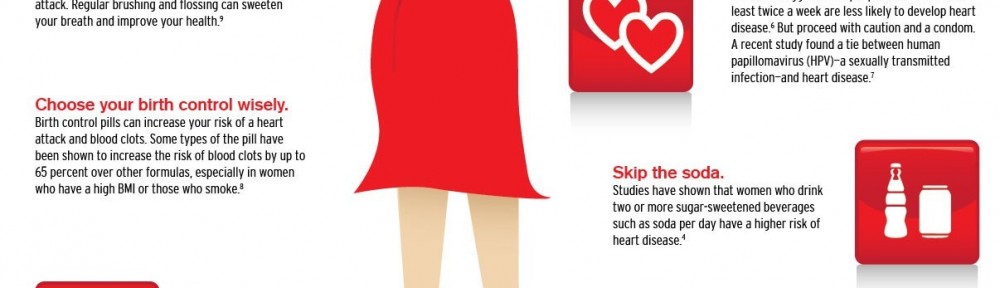 attack. Regular brushing and flossing can sweeten
your breath and improve your health.⁹
Choose your birth control wisely.
Birth control pills can increase your risk of a heart
attack and blood clots. Some types of the pill have
been shown to increase the risk of blood clots by up to
65 percent over other formulas, especially in women
who have a high BMI or those who smoke.⁸
least twice a week are less likely to develop heart
disease.⁶ But proceed with caution and a condom.
A recent study found a tie between human
papillomavirus (HPV)—a sexually transmitted
infection—and heart disease.⁷
Skip the soda.
Studies have shown that women who drink
two or more sugar-sweetened beverages
such as soda per day have a higher risk of
heart disease.⁴